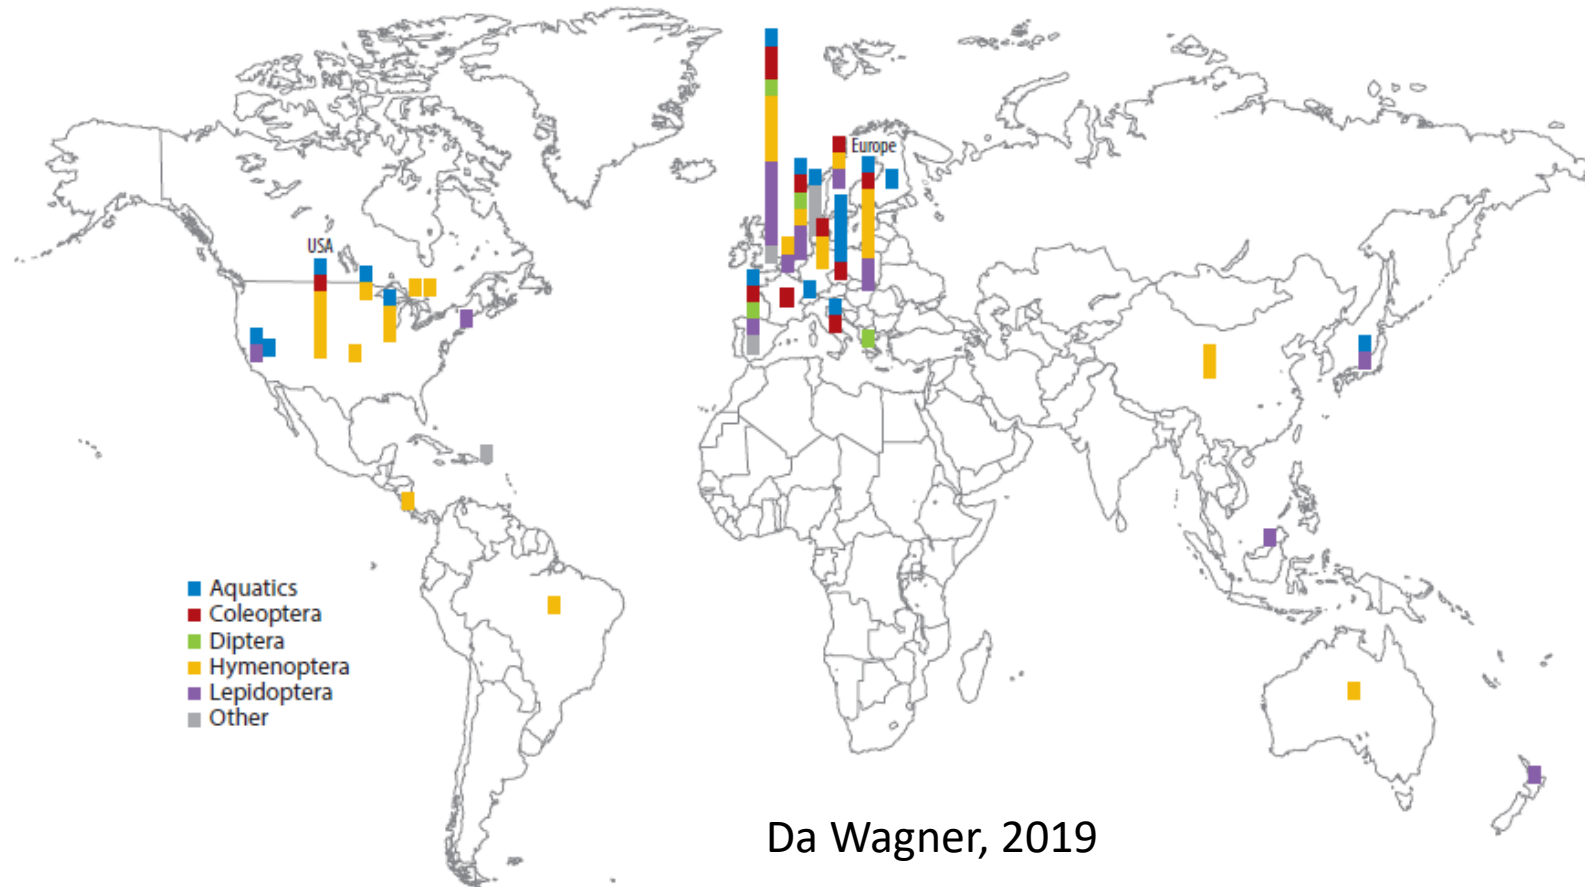 Europe
USA
Aquatics
Coleoptera
Diptera
Hymenoptera
Lepidoptera
Other
Da Wagner, 2019